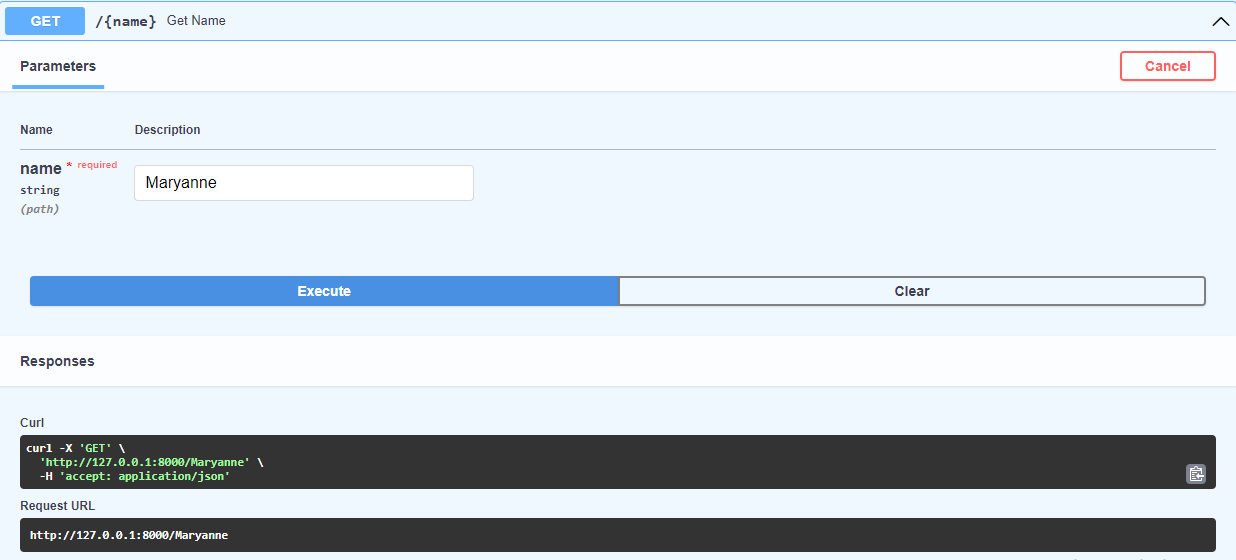 GET /{name} Get Name
Parameters Cancel
Name Description
name * required
string
(path)
Maryanne
Execute Clear
Responses
Curl
curl -X 'GET' \
'http://127.0.0.1:8000/Maryanne' \
-H 'accept: application/json'
Request URL
http://127.0.0.1:8000/Maryanne